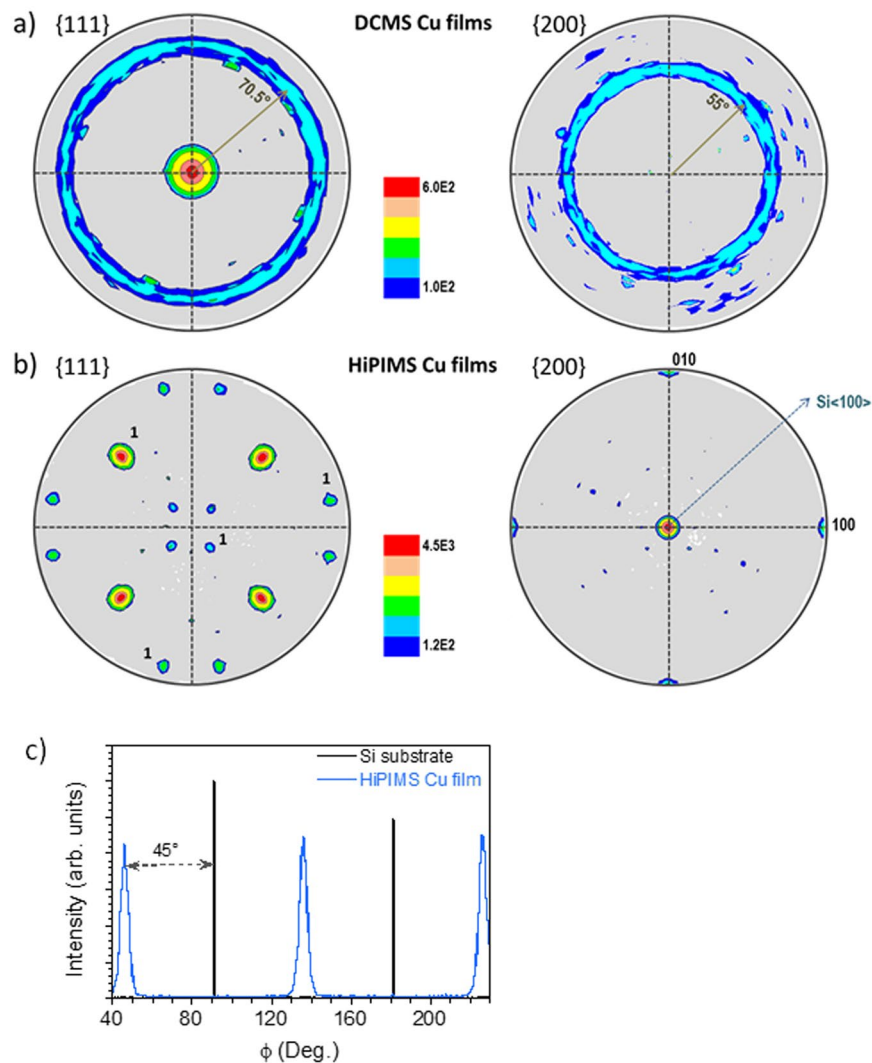 a) {111} DCMS Cu films {200}
70.5°
55°
6.0E2
1.0E2
b) {111} HiPIMS Cu films {200}
010
Si<100>
1
1
100
1
4.5E3
1.2E2
1
c)
Si substrate
HiPIMS Cu film
45°
Intensity (arb. units)
40 80 120 160 200
ϕ (Deg.)